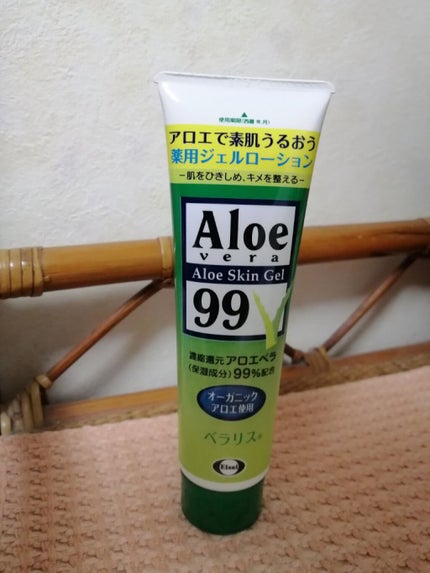 使用期限(西暦 年.月)
アロエで素肌うるおう
薬用ジェルローション
−肌をひきしめ、キメを整える−
Aloe
vera
Aloe Skin Gel
99
濃縮還元アロエベラ
(保湿成分)99%配合
オーガニック
アロエ使用
ベラリス®
Eisai